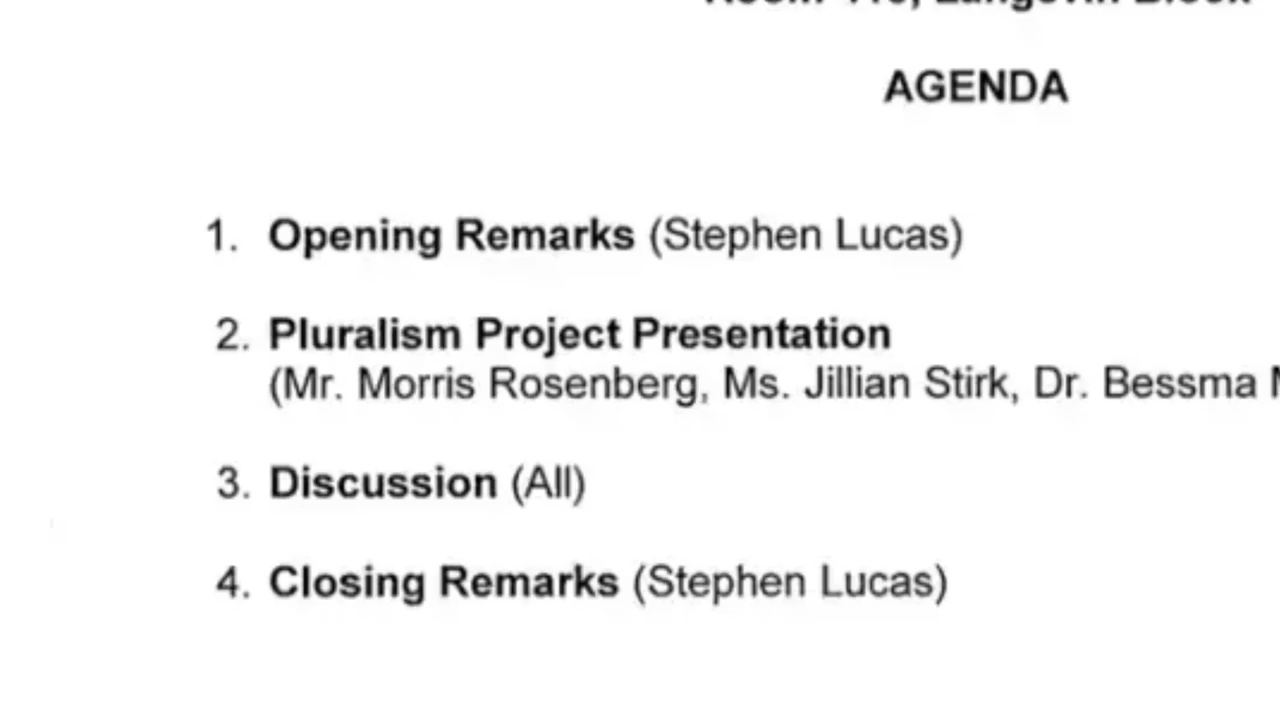 AGENDA
1. Opening Remarks (Stephen Lucas)
2. Pluralism Project Presentation
(Mr. Morris Rosenberg, Ms. Jillian Stirk, Dr. Bessma
3. Discussion (All)
4. Closing Remarks (Stephen Lucas)